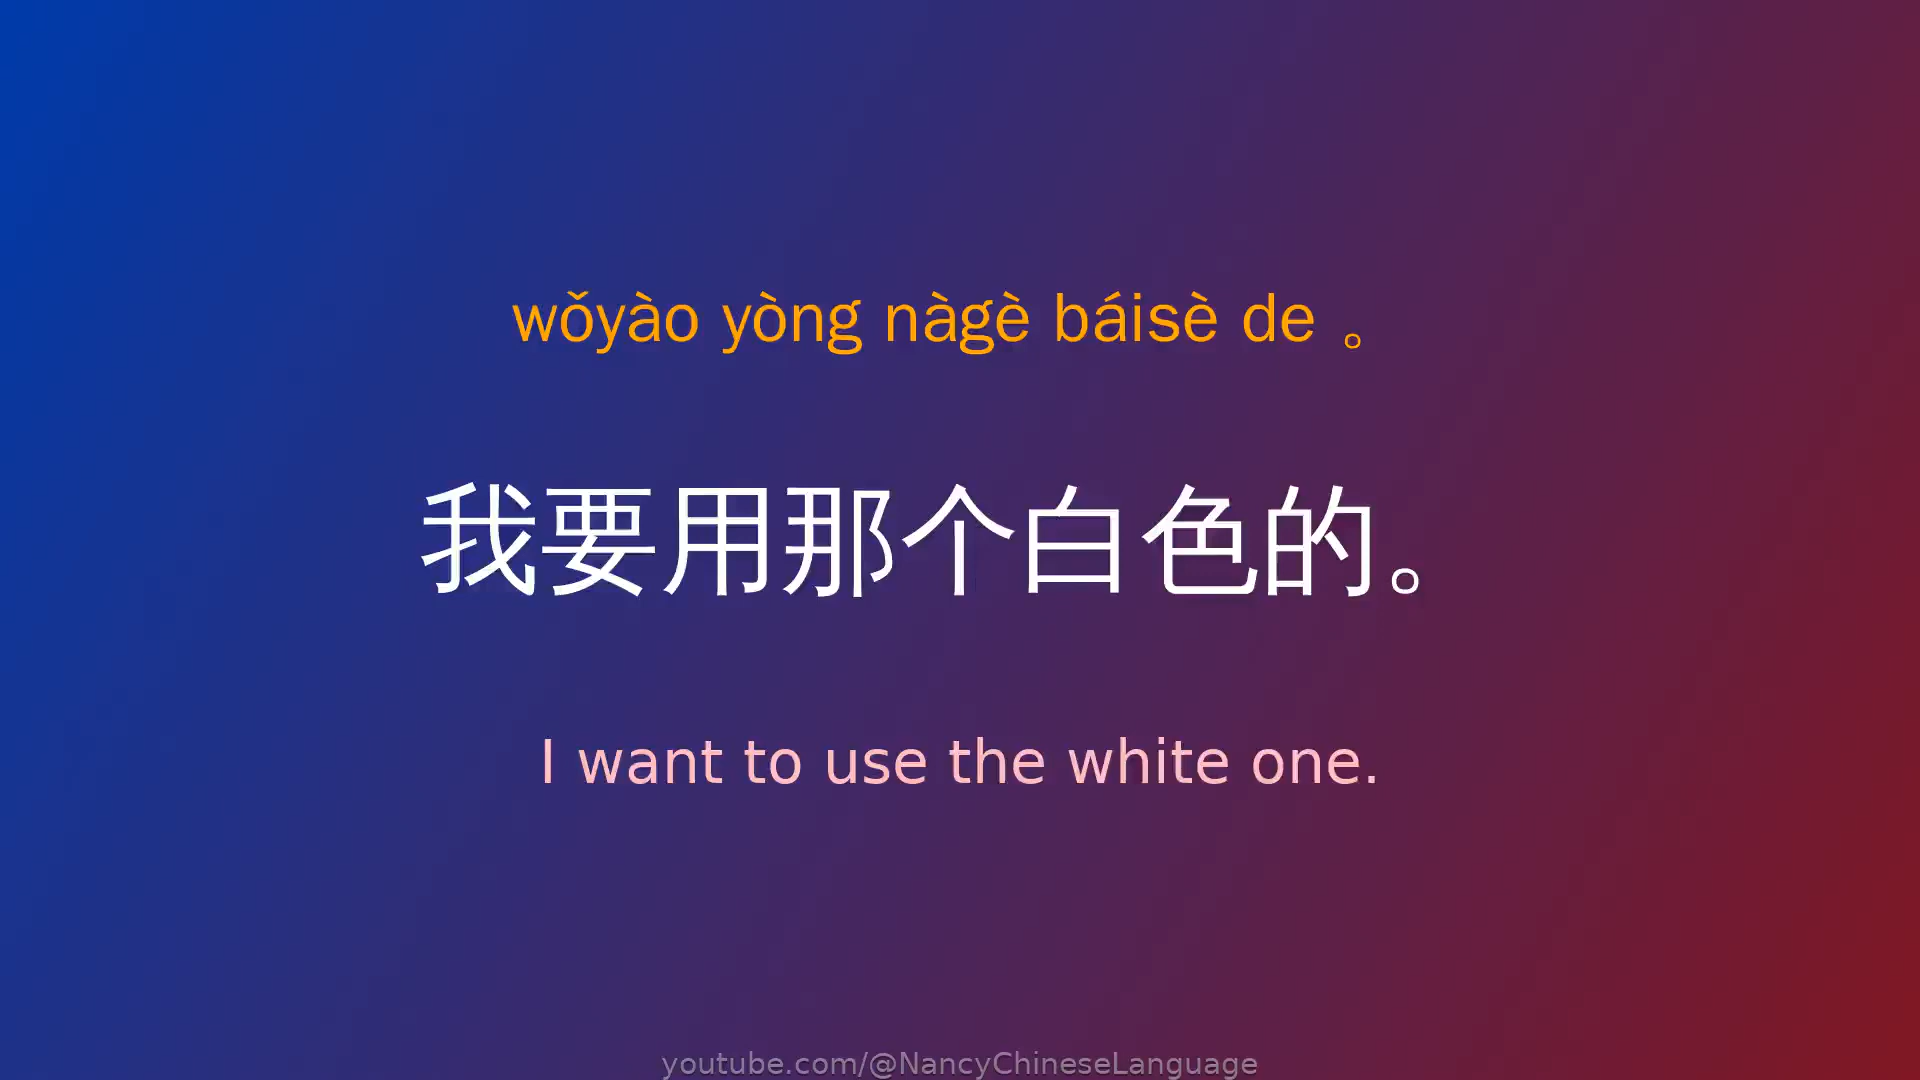 wǒyào yòng nàgè báisè de 。
我要用那个白色的。
I want to use the white one.
youtube.com/@NancyChineseLanguage